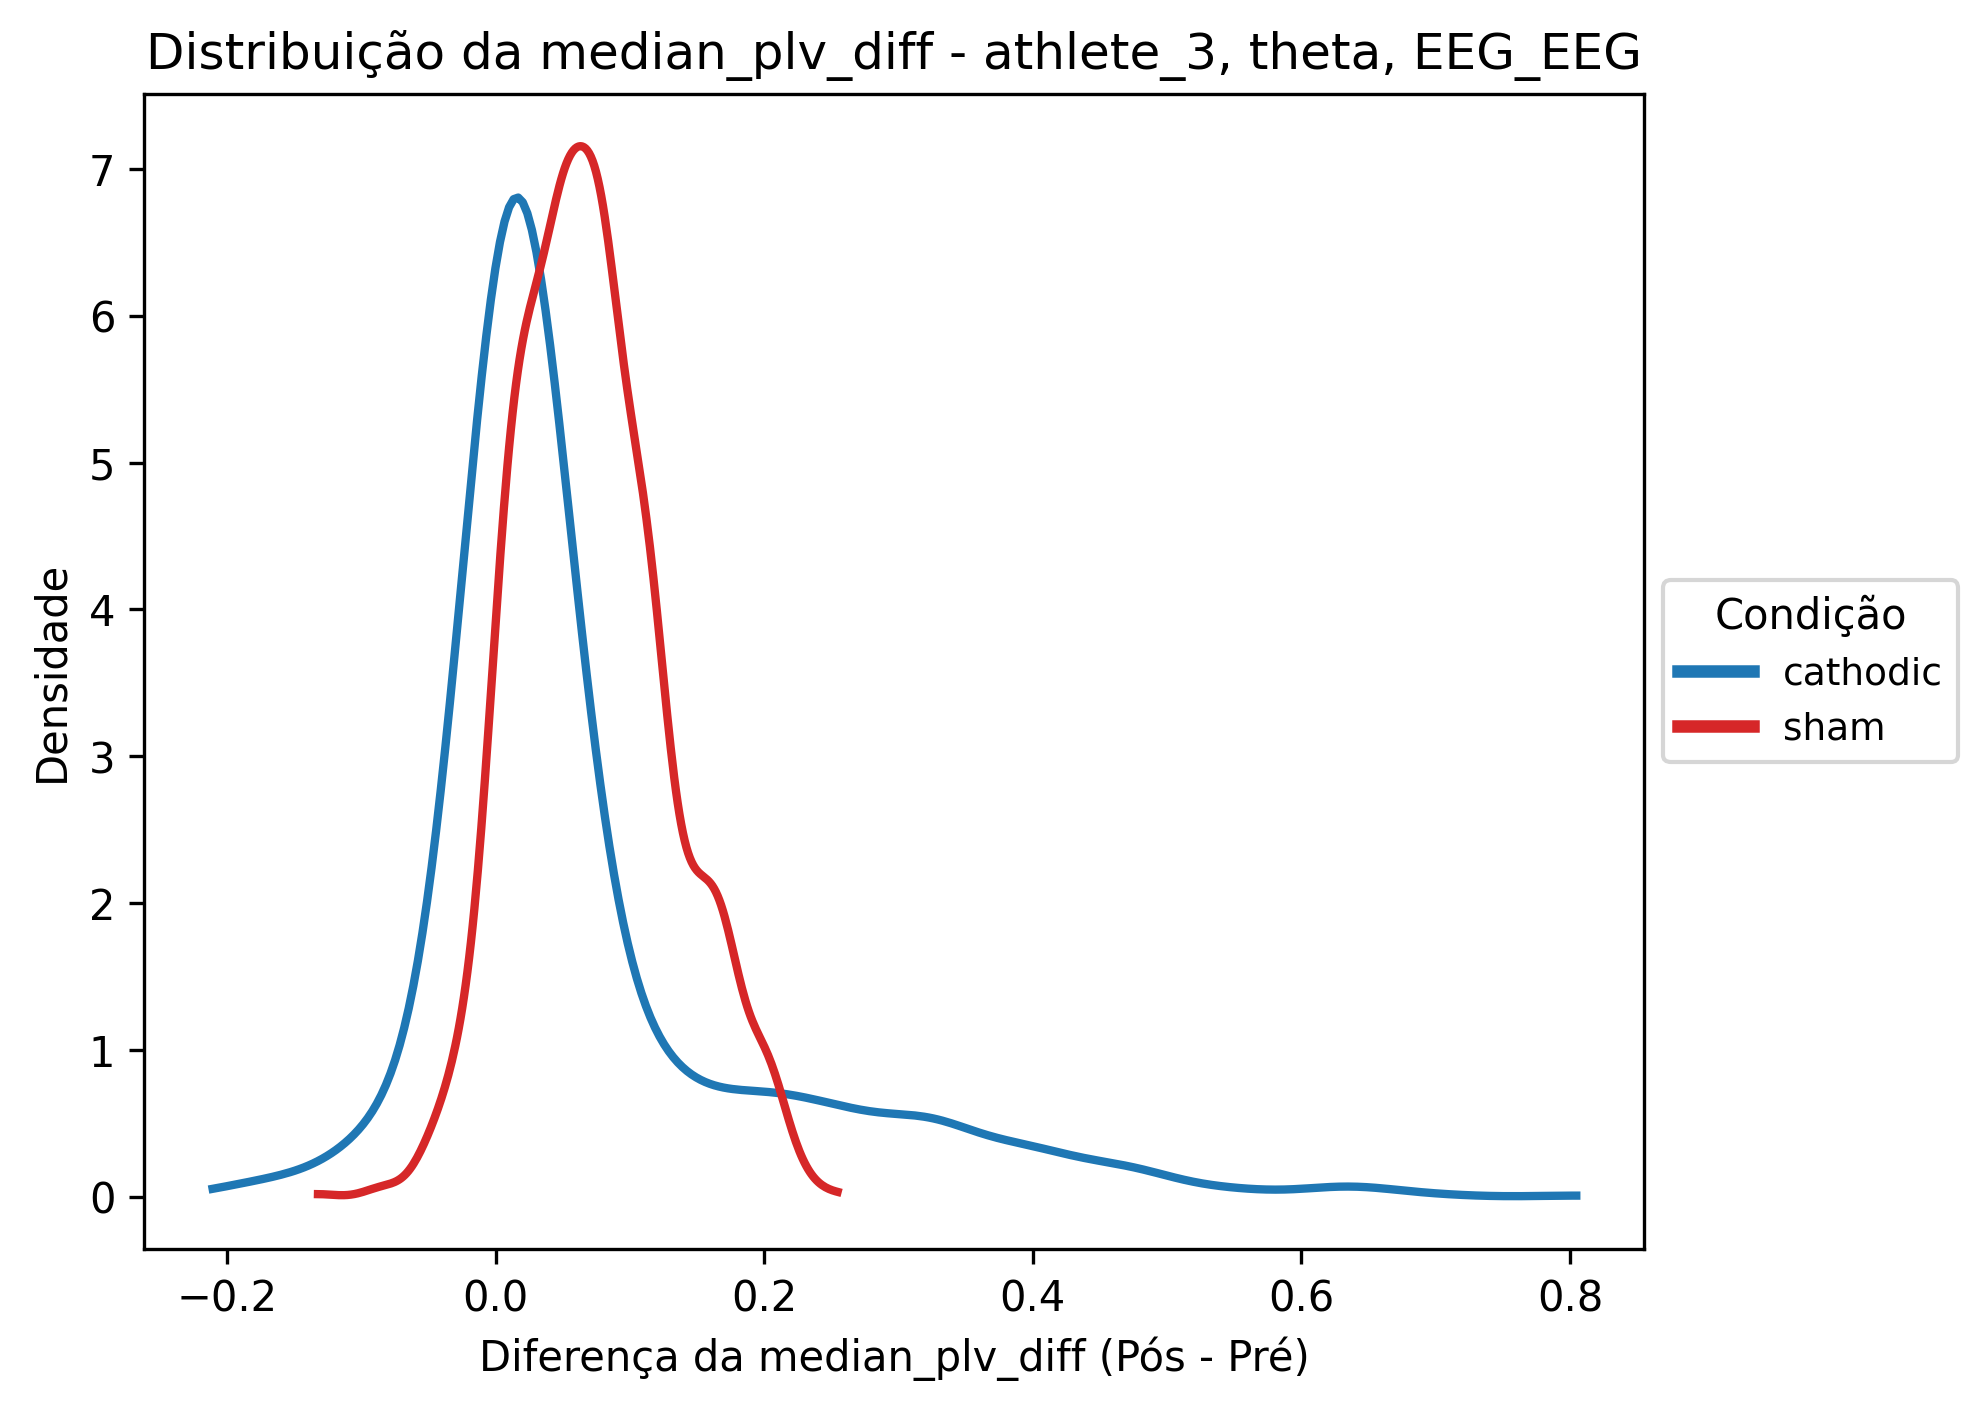 Distribuição da median_plv_diff - athlete_3, theta, EEG_EEG
Densidade
7
6
5
4
3
2
1
0
−0.2 0.0 0.2 0.4 0.6 0.8
Diferença da median_plv_diff (Pós - Pré)
Condição
cathodic
sham